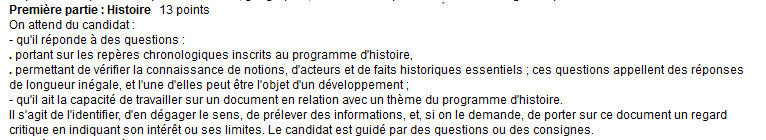 Première partie : Histoire 13 points
On attend du candidat :
- qu'il réponde à des questions :
. portant sur les repères chronologiques inscrits au programme d'histoire,
. permettant de vérifier la connaissance de notions, d'acteurs et de faits historiques essentiels ; ces questions appellent des réponses
de longueur inégale, et l'une d'elles peut être l'objet d'un développement ;
- qu'il ait la capacité de travailler sur un document en relation avec un thème du programme d'histoire.
Il s'agit de l'identifier, d'en dégager le sens, de prélever des informations, et, si on le demande, de porter sur ce document un regard
critique en indiquant son intérêt ou ses limites. Le candidat est guidé par des questions ou des consignes.